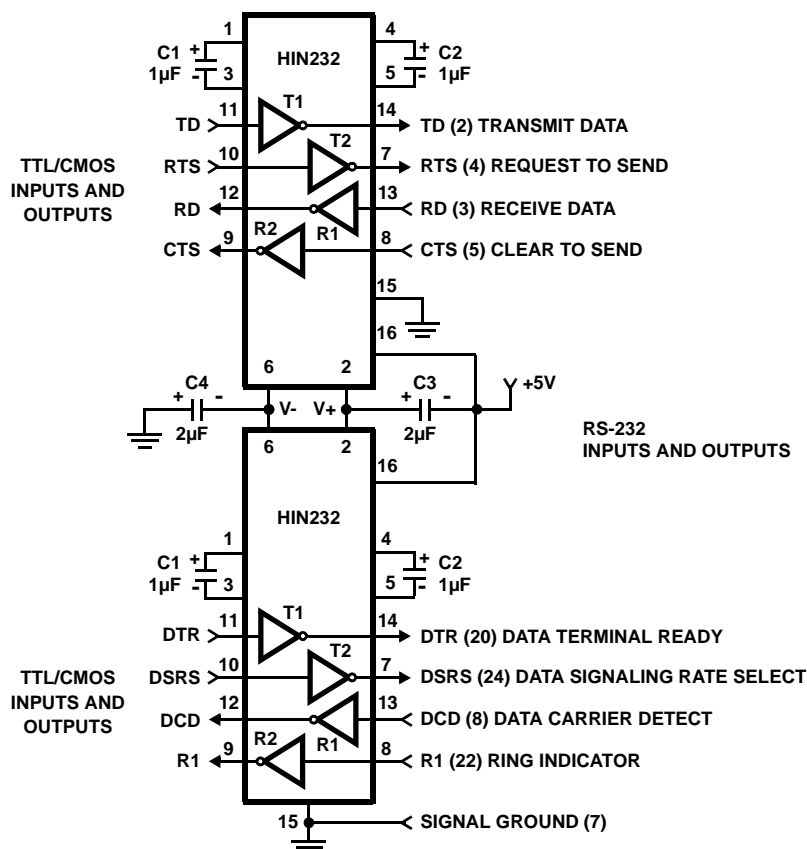 1
4
C1 +
HIN232
+ C2
1µF -
3
5
- 1µF
11
T1
14
TD
TD (2) TRANSMIT DATA
10
T2
7
RTS
RTS (4) REQUEST TO SEND
TTL/CMOS
INPUTS AND
OUTPUTS
12
13
RD
RD (3) RECEIVE DATA
9
R2
R1
8
CTS
CTS (5) CLEAR TO SEND
15
16
6
2
C4
+ -
C3
+ -
+5V
V-
V+
2µF
2µF
RS-232
INPUTS AND OUTPUTS
6
2
16
HIN232
1
4
C1 +
+ C2
1µF -
3
5
- 1µF
11
T1
14
DTR
DTR (20) DATA TERMINAL READY
10
T2
7
DSRS
DSRS (24) DATA SIGNALING RATE SELECT
TTL/CMOS
INPUTS AND
OUTPUTS
12
13
DCD
DCD (8) DATA CARRIER DETECT
9
R2
R1
8
R1
R1 (22) RING INDICATOR
15
SIGNAL GROUND (7)